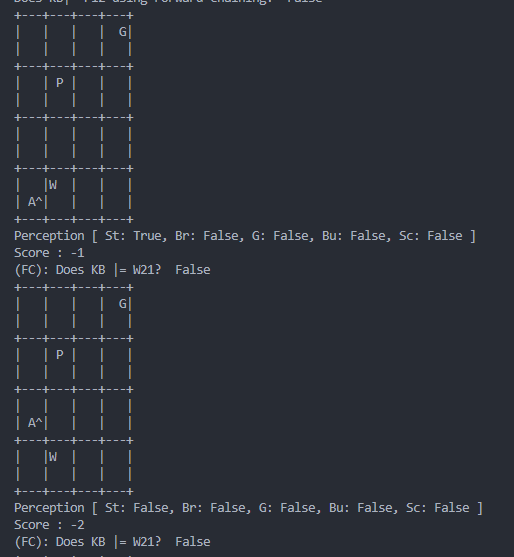 Does KB|= P12 using Forward Chaining?  False
+---+---+---+---+
|   |   |   |  G|
|   |   |   |   |
+---+---+---+---+
|   | P |   |   |
|   |   |   |   |
+---+---+---+---+
|   |   |   |   |
|   |   |   |   |
+---+---+---+---+
|   |W  |   |   |
| A^|   |   |   |
+---+---+---+---+
Perception [ St: True, Br: False, G: False, Bu: False, Sc: False ]
Score : -1
(FC): Does KB |= W21?  False
+---+---+---+---+
|   |   |   |  G|
|   |   |   |   |
+---+---+---+---+
|   | P |   |   |
|   |   |   |   |
+---+---+---+---+
|   |   |   |   |
| A^|   |   |   |
+---+---+---+---+
|   |W  |   |   |
|   |   |   |   |
+---+---+---+---+
Perception [ St: False, Br: False, G: False, Bu: False, Sc: False ]
Score : -2
(FC): Does KB |= W21?  False